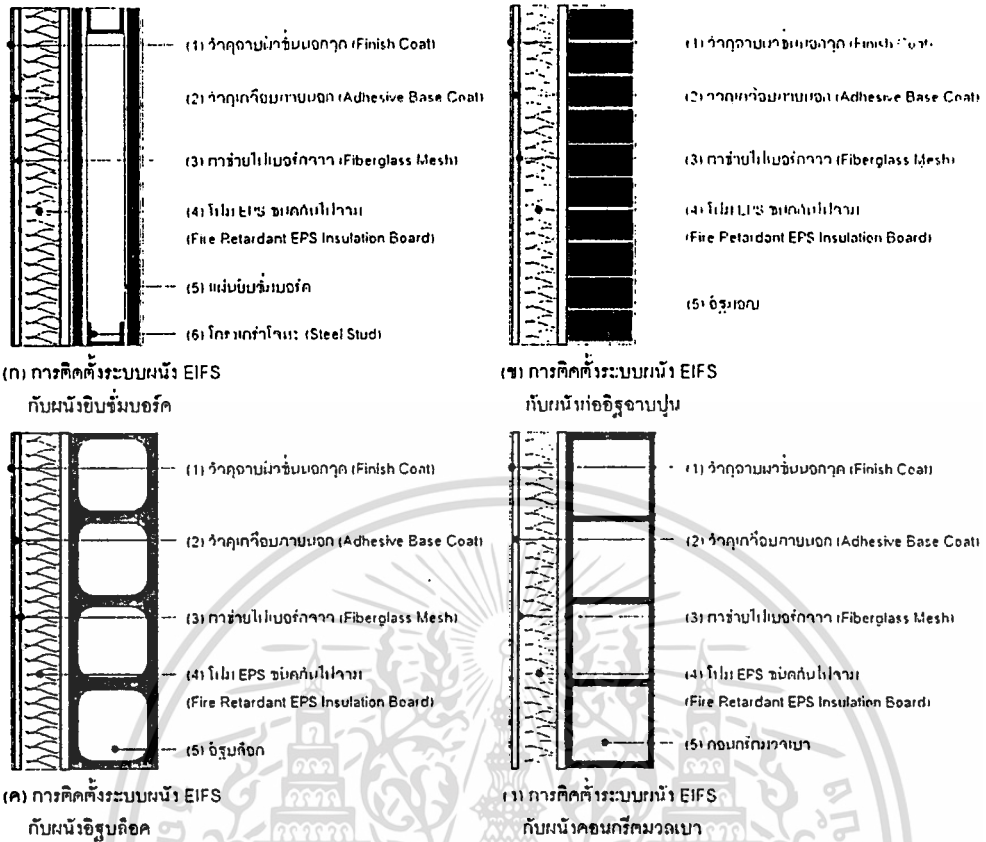 (1) วัสดุฉาบผิวชั้นนอกสุด (Finish Coat)
(2) วัสดุเคลือบภายนอก (Adhesive Base Coat)
(3) ตาข่ายไฟเบอร์กลาส (Fiberglass Mesh)
(4) โฟม EPS ชนิดกันไฟลาม
(Fire Retardant EPS Insulation Board)
(5) แผ่นยิบซั่มบอร์ด
(6) โครงเคร่าโลหะ (Steel Stud)
(ก) การติดตั้งระบบผนัง EIFS
กับผนังยิบซั่มบอร์ด
(1) วัสดุฉาบผิวชั้นนอกสุด (Finish Coat)
(2) วัสดุเคลือบภายนอก (Adhesive Base Coat)
(3) ตาข่ายไฟเบอร์กลาส (Fiberglass Mesh)
(4) โฟม EPS ชนิดกันไฟลาม
(Fire Retardant EPS Insulation Board)
(5) อิฐมอญ
(ข) การติดตั้งระบบผนัง EIFS
กับผนังก่ออิฐฉาบปูน
(1) วัสดุฉาบผิวชั้นนอกสุด (Finish Coat)
(2) วัสดุเคลือบภายนอก (Adhesive Base Coat)
(3) ตาข่ายไฟเบอร์กลาส (Fiberglass Mesh)
(4) โฟม EPS ชนิดกันไฟลาม
(Fire Retardant EPS Insulation Board)
(5) อิฐบล็อก
(ค) การติดตั้งระบบผนัง EIFS
กับผนังอิฐบล็อค
(1) วัสดุฉาบผิวชั้นนอกสุด (Finish Coat)
(2) วัสดุเคลือบภายนอก (Adhesive Base Coat)
(3) ตาข่ายไฟเบอร์กลาส (Fiberglass Mesh)
(4) โฟม EPS ชนิดกันไฟลาม
(Fire Retardant EPS Insulation Board)
(5) คอนกรีตมวลเบา
(ง) การติดตั้งระบบผนัง EIFS
กับผนังคอนกรีตมวลเบา